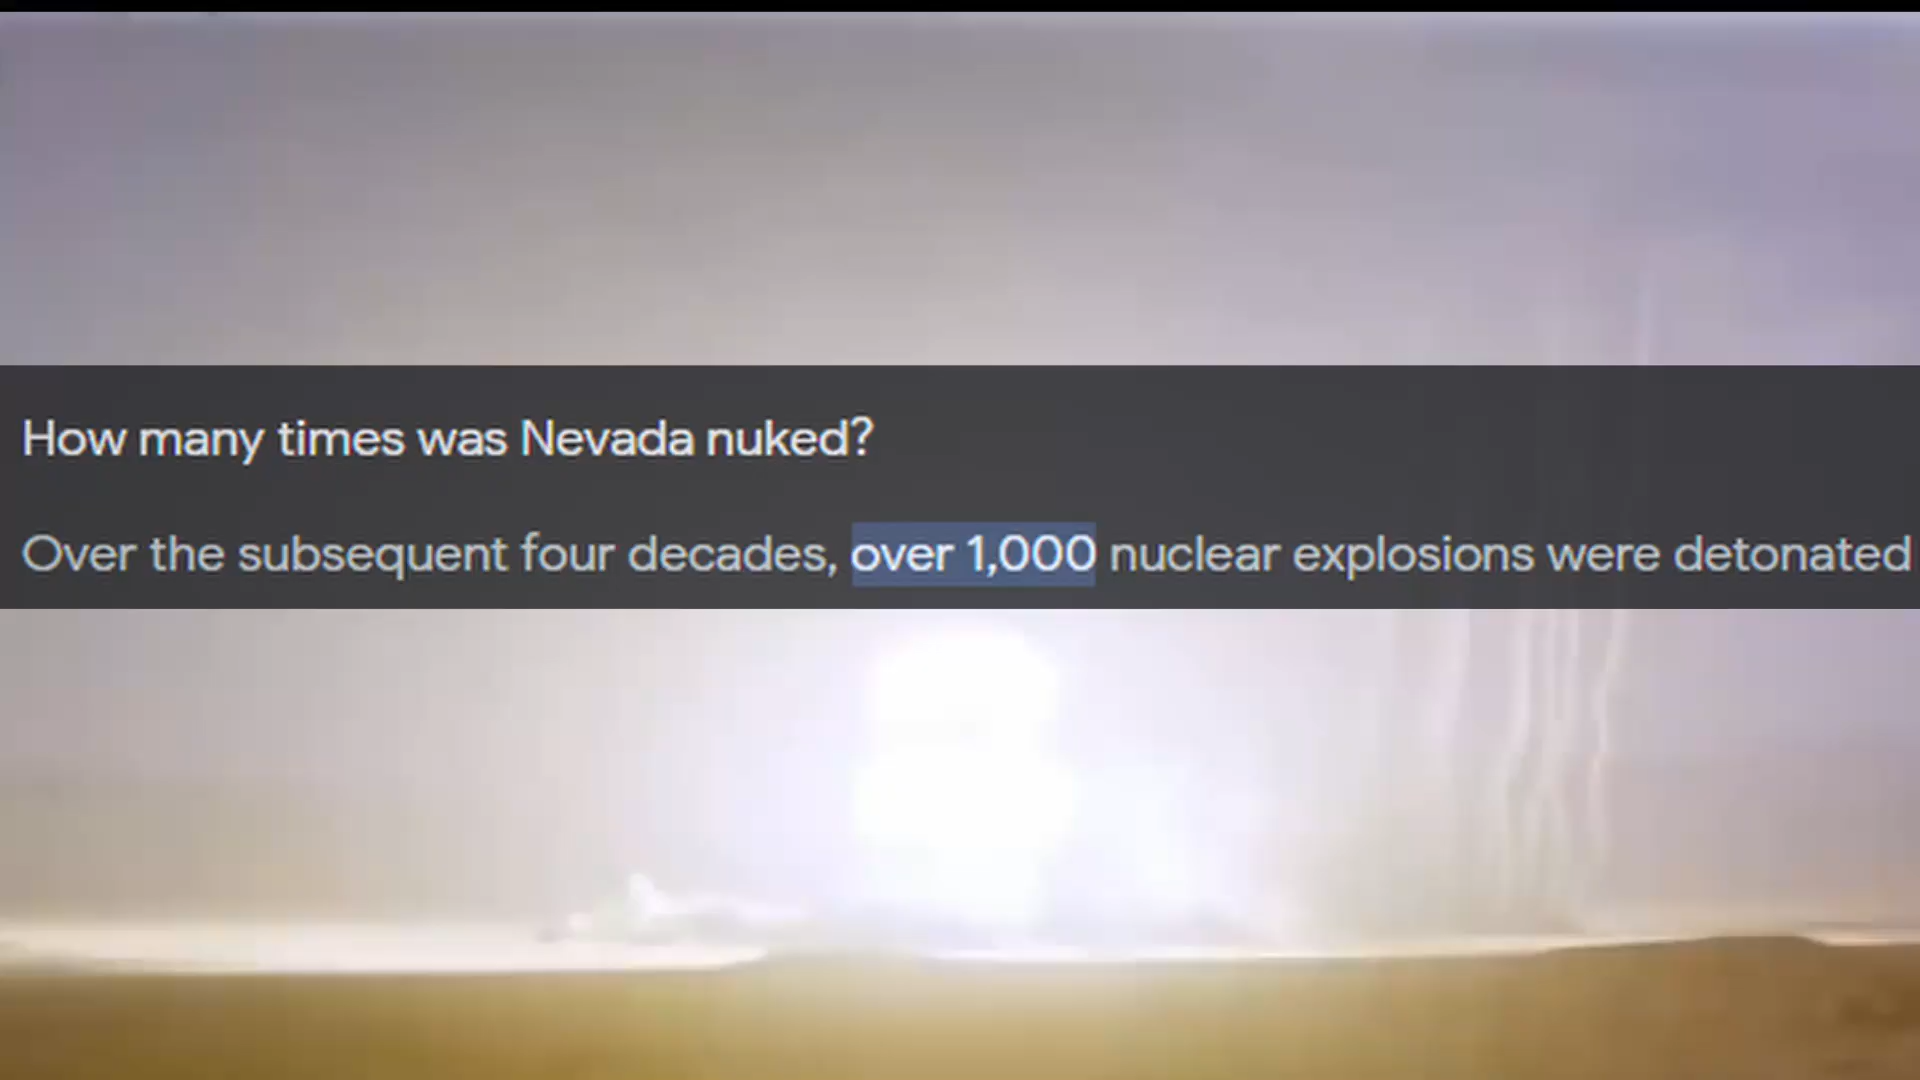 How many times was Nevada nuked?
Over the subsequent four decades, over 1,000 nuclear explosions were detonated